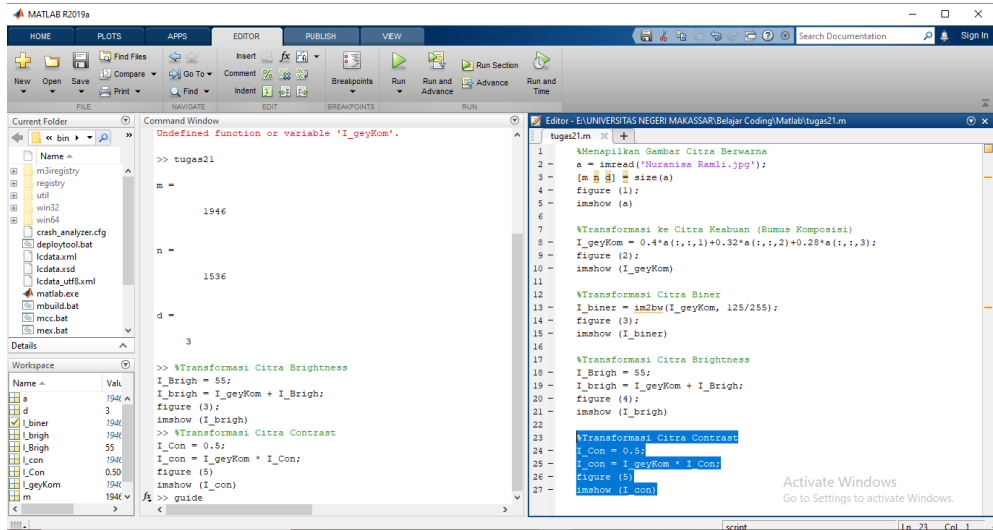 MATLAB R2019a
HOME PLOTS APPS EDITOR PUBLISH VIEW Search Documentation Sign In
New Open Save Find Files Compare Print Go To Find Insert fx Comment Indent Breakpoints Run Run and Advance Run Section Advance Run and Time
FILE NAVIGATE EDIT BREAKPOINTS RUN
Current Folder
« bin »
Name
m3iregistry
registry
util
win32
win64
crash_analyzer.cfg
deploytool.bat
lcdata.xml
lcdata.xsd
lcdata_utf8.xml
matlab.exe
mbuild.bat
mcc.bat
mex.bat
Details
Workspace
Name Valu
a 1946
d 3
I_biner 1946
I_brigh 1946
I_Brigh 55
I_con 1946
I_Con 0.50
I_geyKom 1946
m 1946
Command Window
Undefined function or variable 'I_geyKom'.
>> tugas21
m =
1946
n =
1536
d =
3
>> %Transformasi Citra Brightness
I_Brigh = 55;
I_brigh = I_geyKom + I_Brigh;
figure (3);
imshow (I_brigh)
>> %Transformasi Citra Contrast
I_Con = 0.5;
I_con = I_geyKom * I_Con;
figure (5)
imshow (I_con)
fx >> guide
Editor - E:\UNIVERSITAS NEGERI MAKASSAR\Belajar Coding\Matlab\tugas21.m
tugas21.m
1 %Menapilkan Gambar Citra Berwarna
2 a = imread('Nuranisa Ramli.jpg');
3 [m n d] = size(a)
4 figure (1);
5 imshow (a)
6
7 %Transformasi ke Citra Keabuan (Rumus Komposisi)
8 I_geyKom = 0.4*a(:,:,1)+0.32*a(:,:,2)+0.28*a(:,:,3);
9 figure (2);
10 imshow (I_geyKom)
11
12 %Transformasi Citra Biner
13 I_biner = im2bw(I_geyKom, 125/255);
14 figure (3);
15 imshow (I_biner)
16
17 %Transformasi Citra Brightness
18 I_Brigh = 55;
19 I_brigh = I_geyKom + I_Brigh;
20 figure (4);
21 imshow (I_brigh)
22
23 %Transformasi Citra Contrast
24 I_Con = 0.5;
25 I_con = I_geyKom * I_Con;
26 figure (5)
27 imshow (I_con)
Activate Windows
Go to Settings to activate Windows.
script Ln 23 Col 1